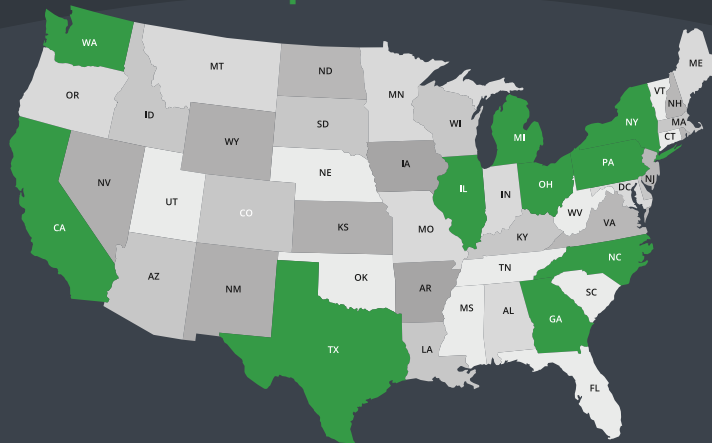 WA
MT
ND
MN
ME
OR
ID
SD
WI
VT
NH
MA
NY
CT
MI
WY
IA
PA
NE
NJ
NV
UT
IL
IN
OH
DC
CO
WV
VA
CA
KS
MO
KY
NC
AZ
NM
OK
TN
AR
SC
MS
AL
GA
TX
LA
FL